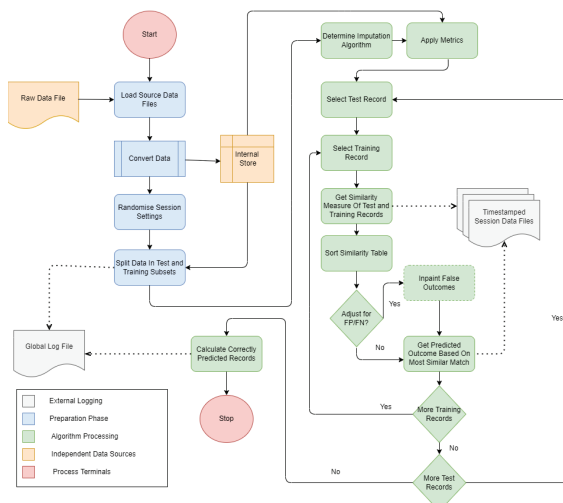 Start
Determine Imputation
Algorithm
Apply Metrics
Raw Data File
Load Source Data
Files
Select Test Record
Convert Data
Internal
Store
Select Training
Record
Randomise Session
Settings
Get Similarity
Measure Of Test and
Training Records
Timestamped
Session Data Files
Split Data In Test and
Training Subsets
Sort Similarity Table
Inpaint False
Outcomes
Adjust for
FP/FN?
Yes
Yes
No
Get Predicted
Outcome Based On
Most Similar Match
Global Log File
Calculate Correctly
Predicted Records
Stop
Yes
More Training
Records
No
No
More Test
Records
External Logging
Preparation Phase
Algorithm Processing
Independent Data Sources
Process Terminals